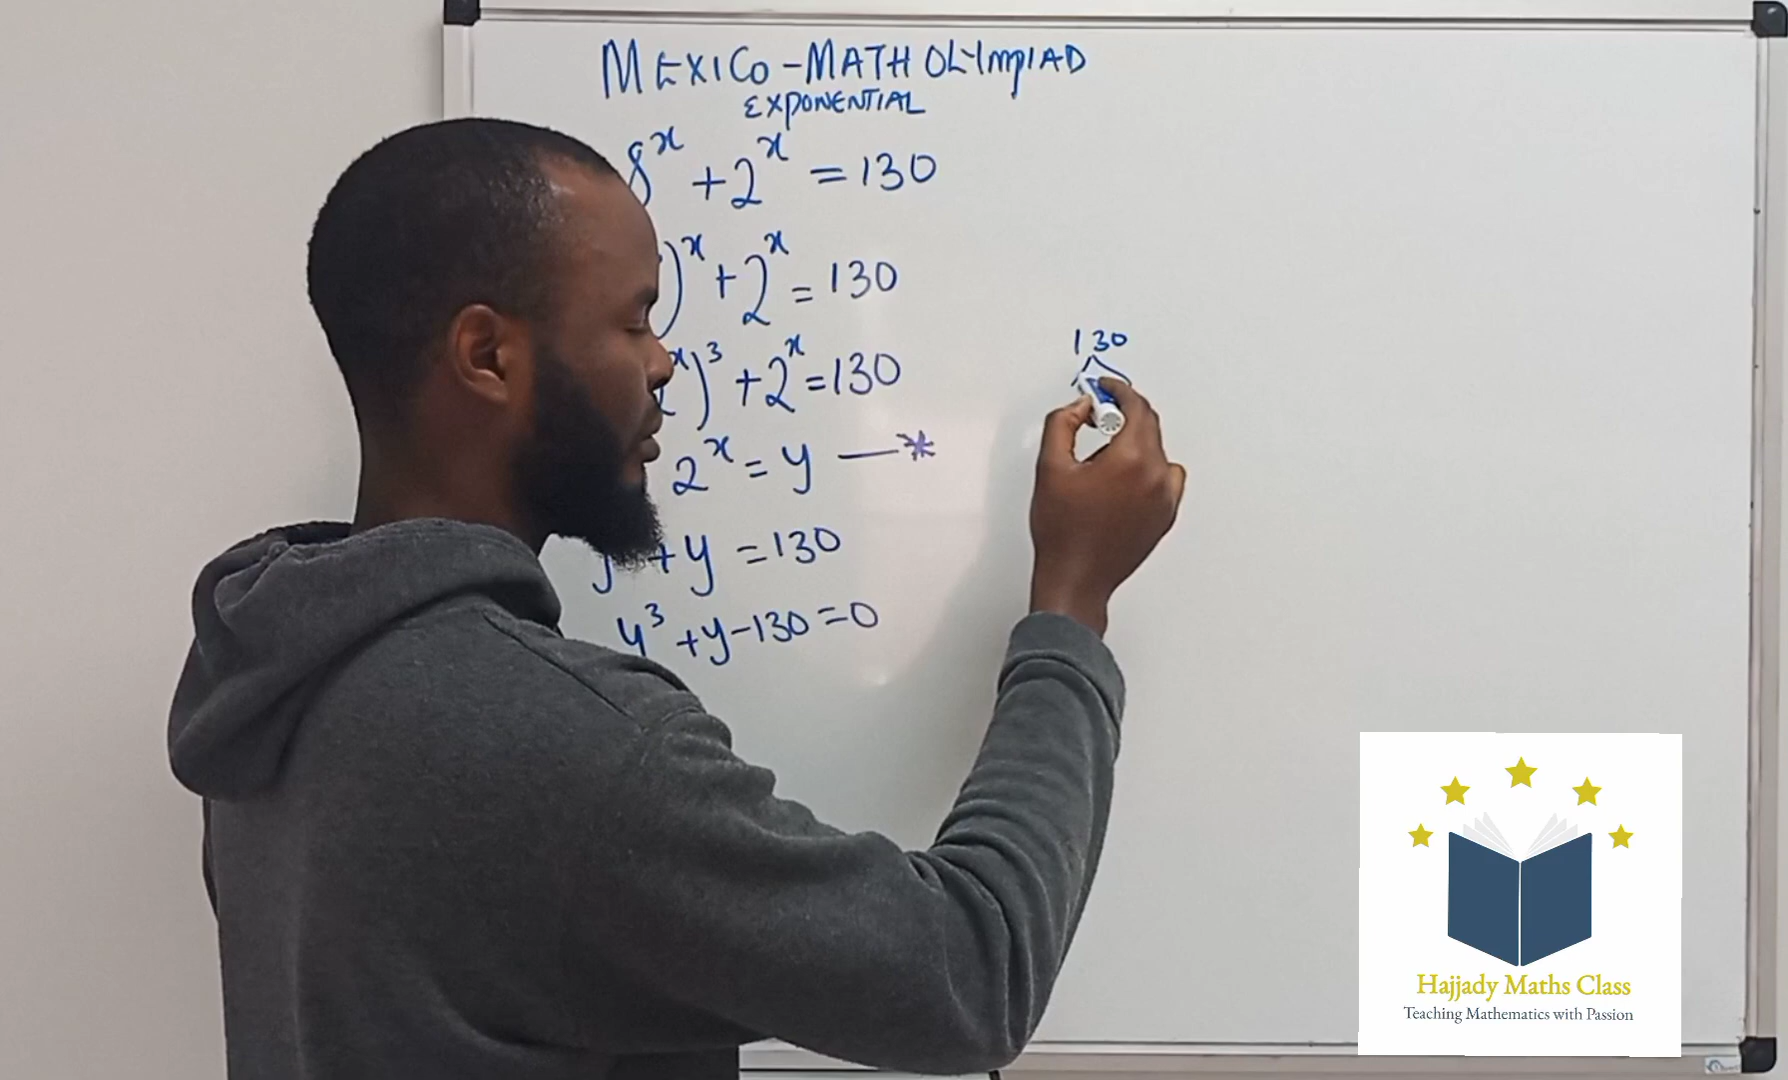 MEXICO - MATH OLYMPIAD
EXPONENTIAL
8^x + 2^x = 130
)^x + 2^x = 130
2^x)^3 + 2^x = 130
2^x = y —*
y + y = 130
y^3 + y - 130 = 0
130
Hajjady Maths Class
Teaching Mathematics with Passion